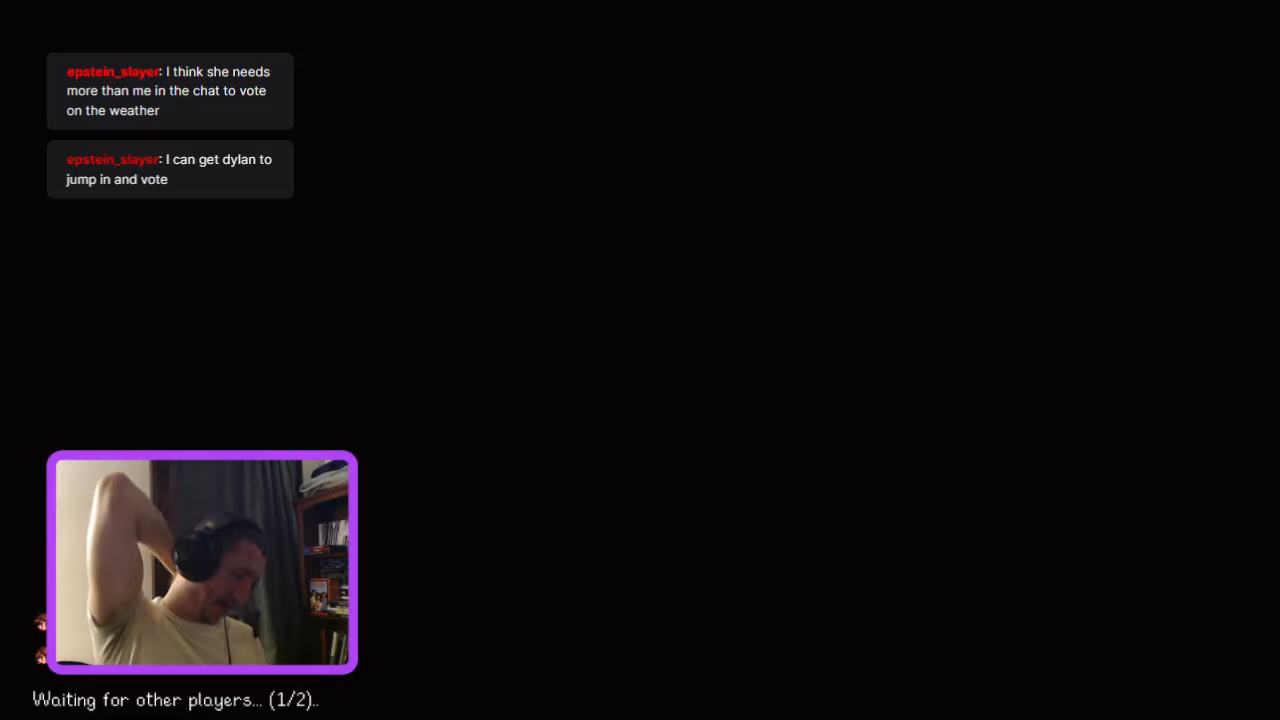 epstein_slayer: I think she needs
more than me in the chat to vote
on the weather
epstein_slayer: I can get dylan to
jump in and vote
Waiting for other players... (1/2)..